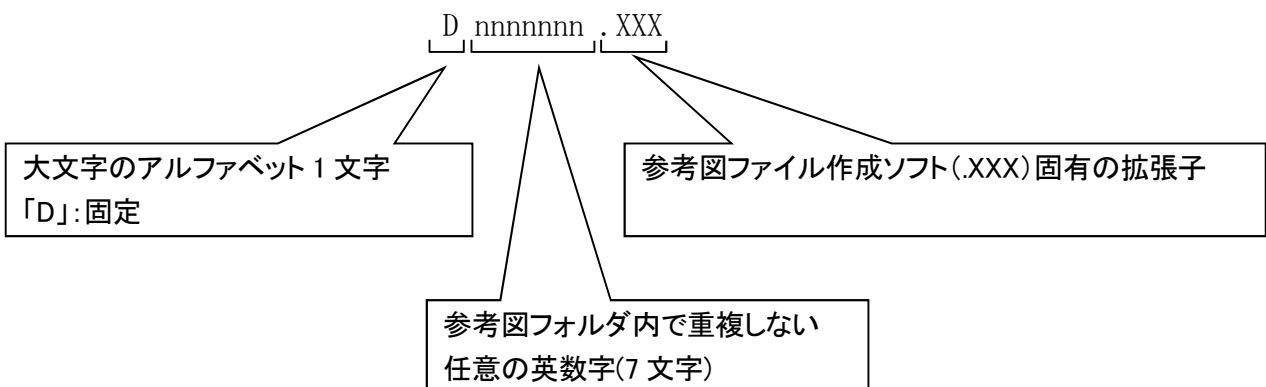 D nnnnnnn .XXX
大文字のアルファベット 1 文字
「D」:固定
参考図ファイル作成ソフト(.XXX)固有の拡張子
参考図フォルダ内で重複しない
任意の英数字(7 文字)